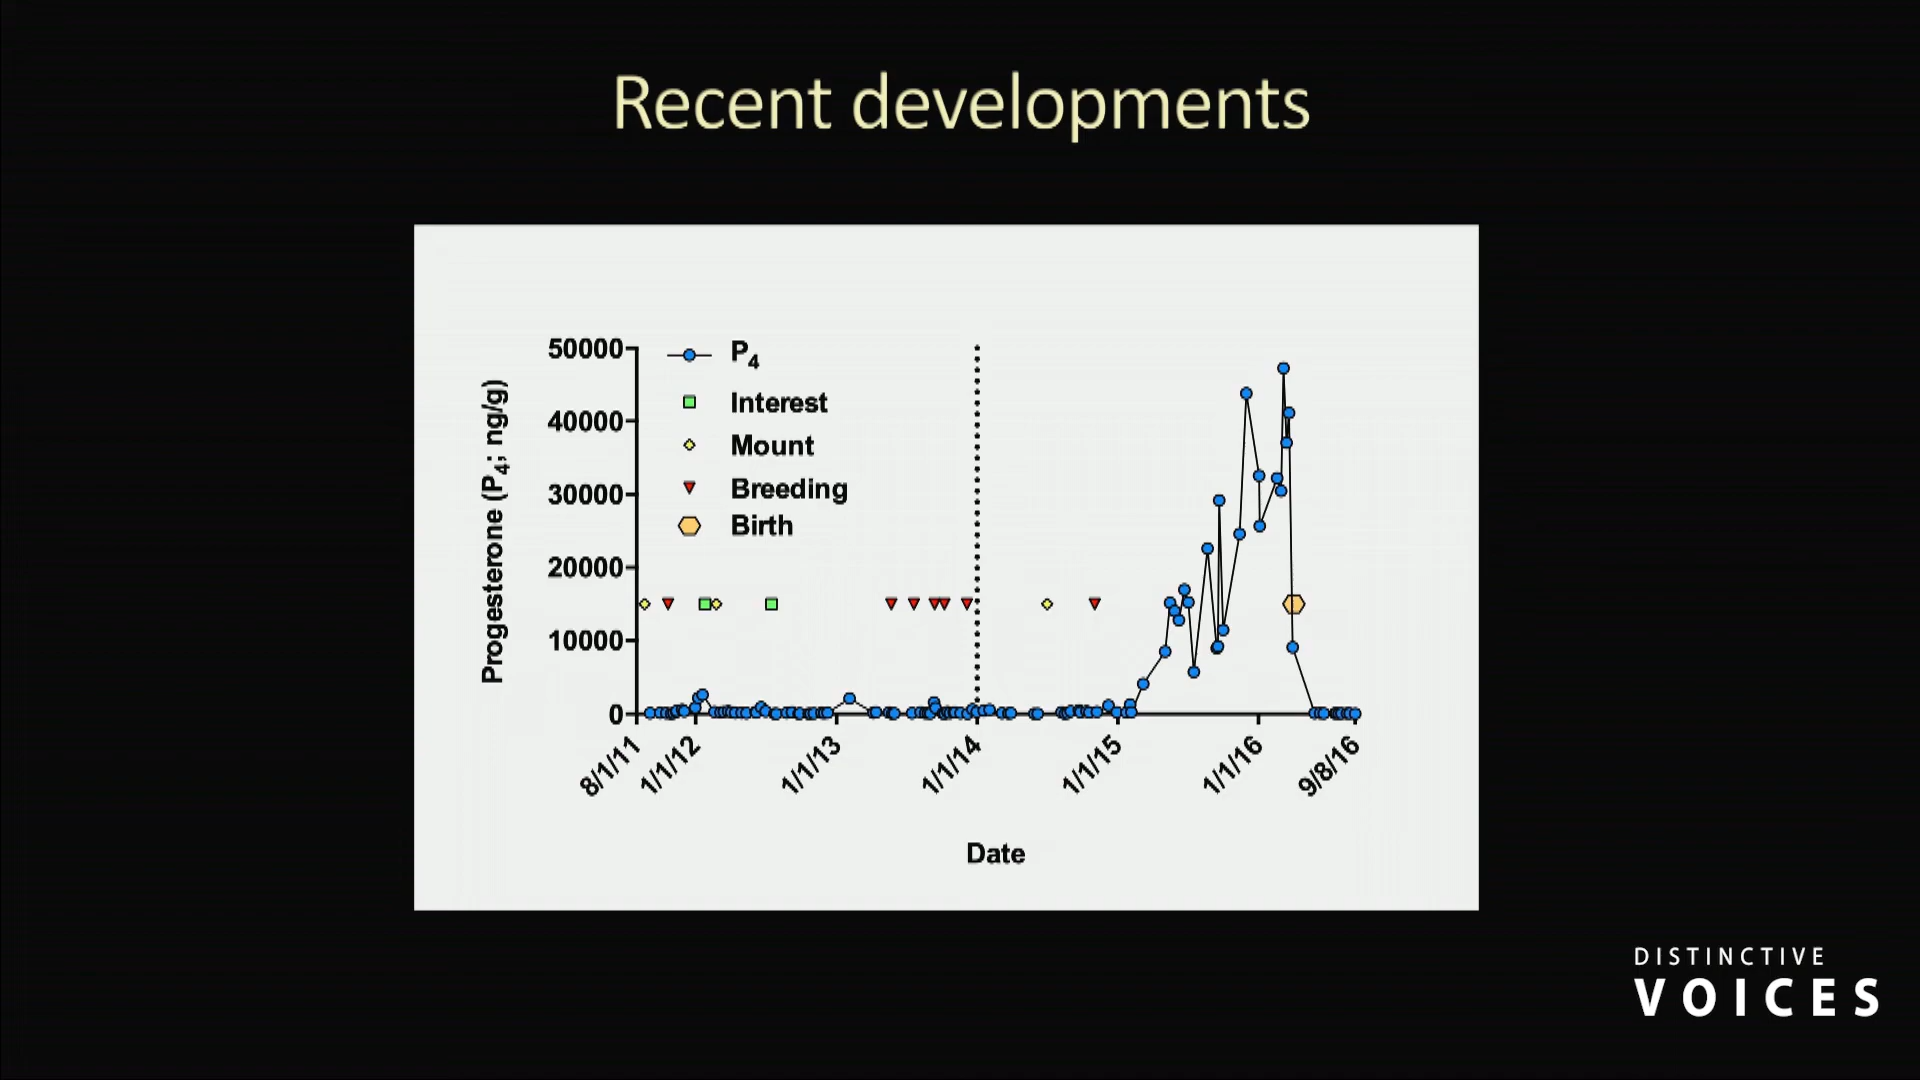 Recent developments
50000
40000
30000
20000
10000
0
Progesterone (P4; ng/g)
P4
Interest
Mount
Breeding
Birth
8/1/11
1/1/12
1/1/13
1/1/14
1/1/15
1/1/16
9/8/16
Date
DISTINCTIVE
VOICES